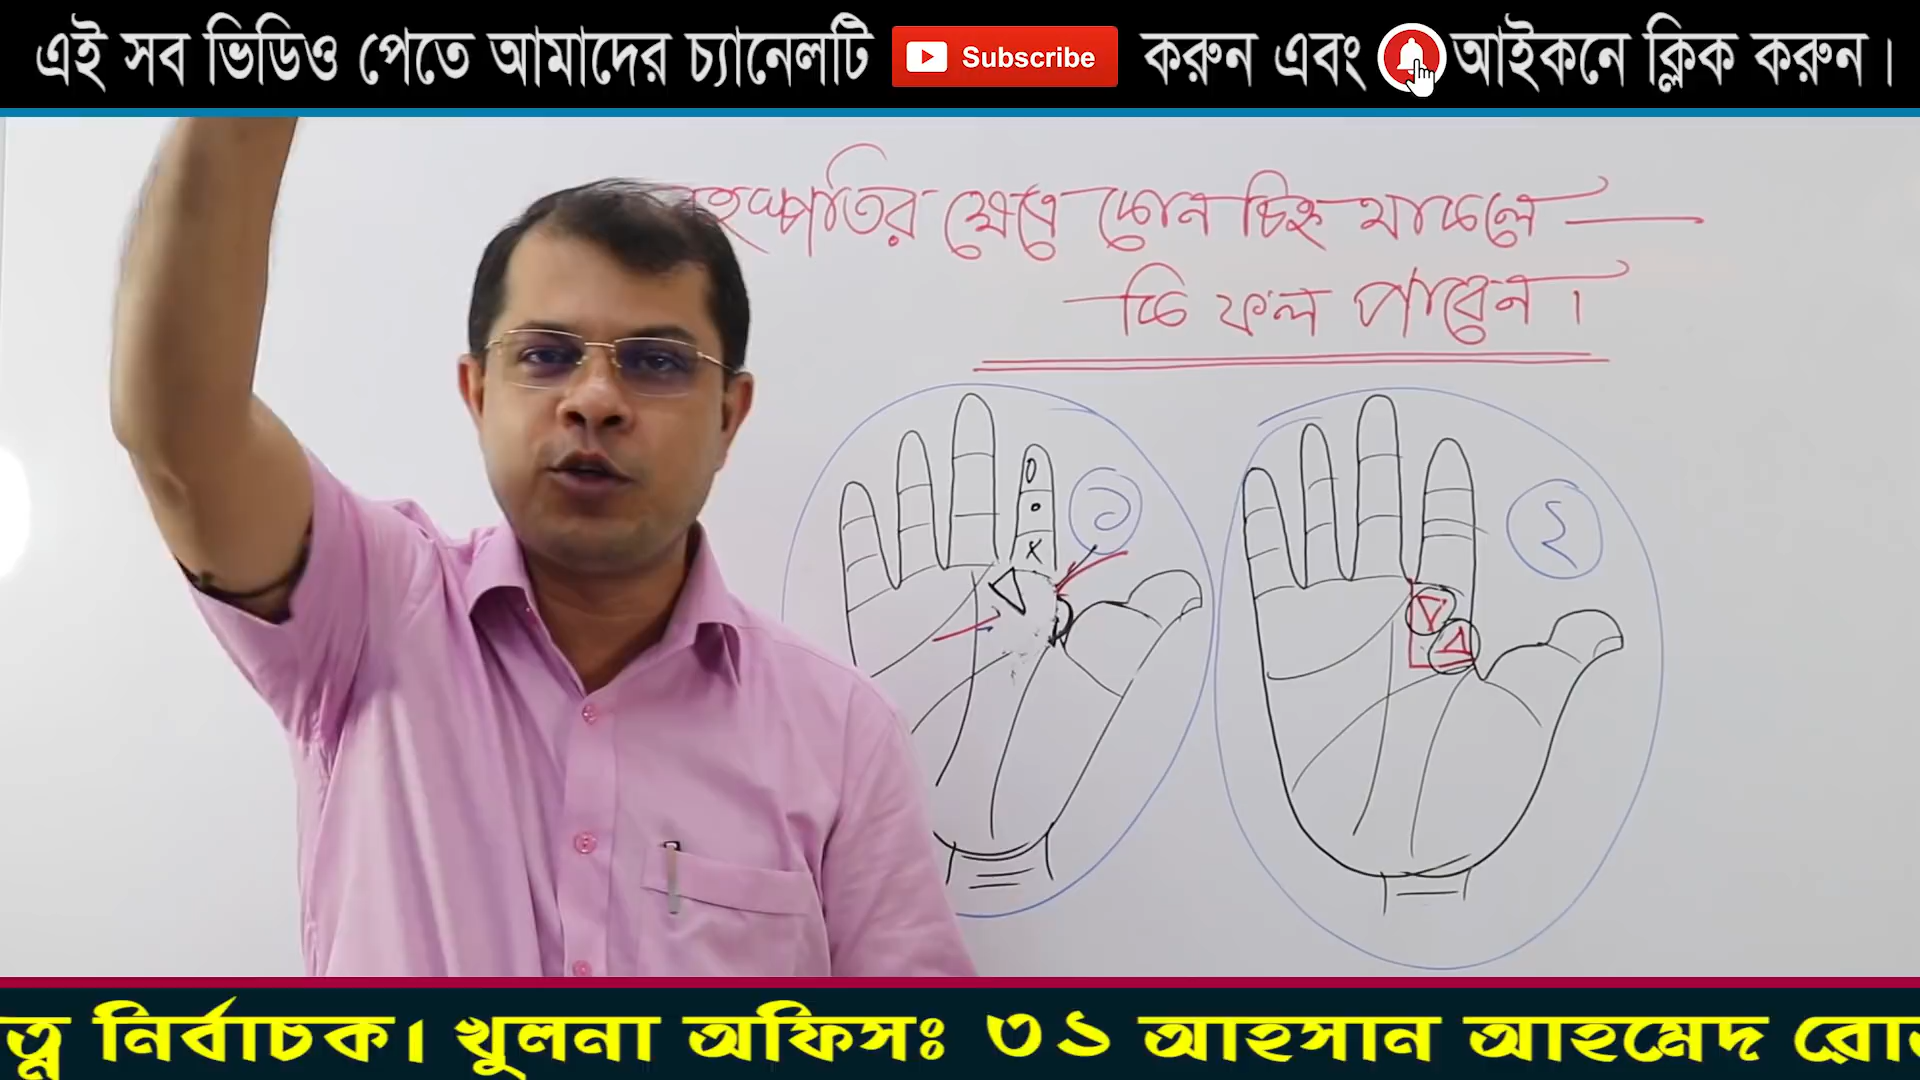 এই সব ভিডিও পেতে আমাদের চ্যানেলটি Subscribe করুন এবং আইকনে ক্লিক করুন।
বৃহস্পতির ক্ষেত্রে কোন চিহ্ন থাকলে
কি ফল পাবেন।
১
২
ত্ন নির্বাচক। খুলনা অফিসঃ ৩১ আহসান আহমেদ রোড